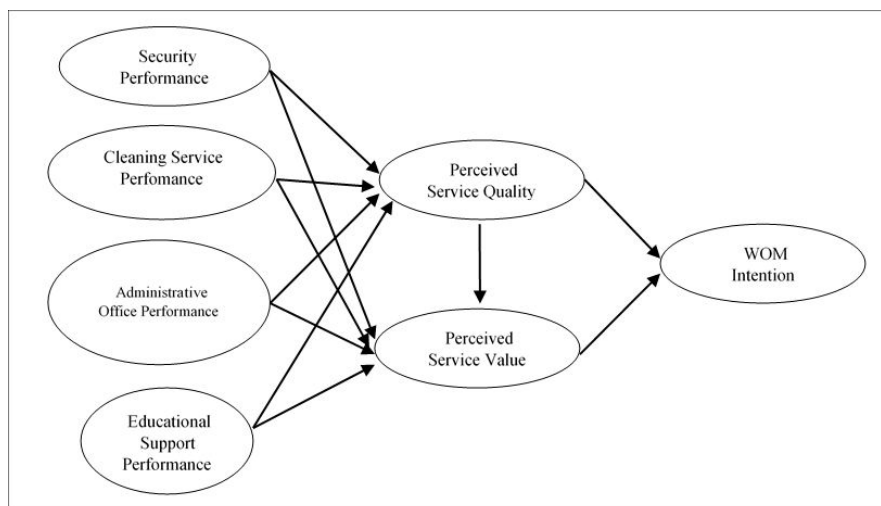 Security
Performance
Cleaning Service
Perfomance
Administrative
Office Performance
Educational
Support
Performance
Perceived
Service Quality
Perceived
Service Value
WOM
Intention